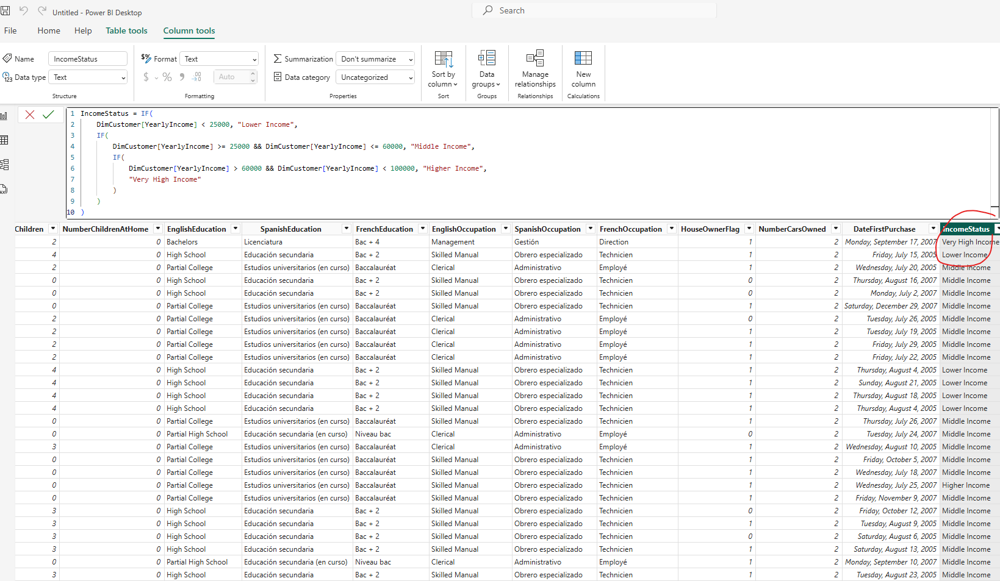 Untitled - Power BI Desktop
Search
File Home Help Table tools Column tools
Name IncomeStatus $% Format Text Summarization Don't summarize
Data type Text $ % Auto Data category Uncategorized
Sort by column
Data groups
Manage relationships
New column
Structure Formatting Properties Sort Groups Relationships Calculations
1 IncomeStatus = IF(
2 DimCustomer[YearlyIncome] < 25000, "Lower Income",
3 IF(
4 DimCustomer[YearlyIncome] >= 25000 && DimCustomer[YearlyIncome] <= 60000, "Middle Income",
5 IF(
6 DimCustomer[YearlyIncome] > 60000 && DimCustomer[YearlyIncome] < 100000, "Higher Income",
7 "Very High Income"
8 )
9 )
10 )
Children NumberChildrenAtHome EnglishEducation SpanishEducation FrenchEducation EnglishOccupation SpanishOccupation FrenchOccupation HouseOwnerFlag NumberCarsOwned DateFirstPurchase IncomeStatus
2 0 Bachelors Licenciatura Bac + 4 Management Gestión Direction 1 2 Monday, September 17, 2007 Very High Income
4 0 High School Educación secundaria Bac + 2 Skilled Manual Obrero especializado Technicien 1 2 Friday, July 15, 2005 Lower Income
2 0 Partial College Estudios universitarios (en curso) Baccalauréat Clerical Administrativo Employé 1 2 Wednesday, July 20, 2005 Middle Income
0 0 High School Educación secundaria Bac + 2 Skilled Manual Obrero especializado Technicien 0 2 Thursday, August 16, 2007 Middle Income
0 0 High School Educación secundaria Bac + 2 Skilled Manual Obrero especializado Technicien 0 2 Monday, July 2, 2007 Middle Income
0 0 Partial College Estudios universitarios (en curso) Baccalauréat Skilled Manual Obrero especializado Technicien 1 2 Saturday, December 29, 2007 Middle Income
2 0 Partial College Estudios universitarios (en curso) Baccalauréat Clerical Administrativo Employé 0 2 Tuesday, July 26, 2005 Middle Income
2 0 Partial College Estudios universitarios (en curso) Baccalauréat Clerical Administrativo Employé 1 2 Tuesday, July 19, 2005 Middle Income
2 0 Partial College Estudios universitarios (en curso) Baccalauréat Clerical Administrativo Employé 1 2 Friday, July 29, 2005 Middle Income
2 0 Partial College Estudios universitarios (en curso) Baccalauréat Clerical Administrativo Employé 1 2 Friday, July 22, 2005 Middle Income
4 0 High School Educación secundaria Bac + 2 Skilled Manual Obrero especializado Technicien 1 2 Thursday, August 4, 2005 Lower Income
4 0 High School Educación secundaria Bac + 2 Skilled Manual Obrero especializado Technicien 1 2 Sunday, August 21, 2005 Lower Income
4 0 High School Educación secundaria Bac + 2 Skilled Manual Obrero especializado Technicien 1 2 Thursday, August 18, 2005 Lower Income
4 0 High School Educación secundaria Bac + 2 Skilled Manual Obrero especializado Technicien 1 2 Thursday, August 4, 2005 Lower Income
0 0 Partial College Estudios universitarios (en curso) Baccalauréat Skilled Manual Obrero especializado Technicien 1 2 Thursday, July 26, 2007 Middle Income
0 0 Partial High School Educación secundaria (en curso) Niveau bac Clerical Administrativo Employé 0 2 Tuesday, July 24, 2007 Middle Income
3 0 Partial College Estudios universitarios (en curso) Baccalauréat Clerical Administrativo Employé 1 2 Wednesday, August 10, 2005 Middle Income
0 0 Partial College Estudios universitarios (en curso) Baccalauréat Skilled Manual Obrero especializado Technicien 1 2 Friday, October 5, 2007 Middle Income
0 0 Partial College Estudios universitarios (en curso) Baccalauréat Skilled Manual Obrero especializado Technicien 1 2 Wednesday, July 18, 2007 Middle Income
0 0 Partial College Estudios universitarios (en curso) Baccalauréat Skilled Manual Obrero especializado Technicien 1 2 Wednesday, July 25, 2007 Higher Income
0 0 Partial College Estudios universitarios (en curso) Baccalauréat Skilled Manual Obrero especializado Technicien 1 2 Friday, November 9, 2007 Middle Income
3 0 High School Educación secundaria Bac + 2 Skilled Manual Obrero especializado Technicien 0 2 Friday, October 12, 2007 Middle Income
3 0 High School Educación secundaria Bac + 2 Skilled Manual Obrero especializado Technicien 1 2 Tuesday, August 9, 2005 Middle Income
3 0 High School Educación secundaria Bac + 2 Skilled Manual Obrero especializado Technicien 0 2 Saturday, August 6, 2005 Middle Income
3 0 High School Educación secundaria Bac + 2 Skilled Manual Obrero especializado Technicien 1 2 Saturday, August 13, 2005 Middle Income
0 0 Partial High School Educación secundaria (en curso) Niveau bac Clerical Administrativo Employé 1 2 Monday, September 10, 2007 Middle Income
3 0 High School Educación secundaria Bac + 2 Skilled Manual Obrero especializado Technicien 1 2 Tuesday, August 23, 2005 Middle Income